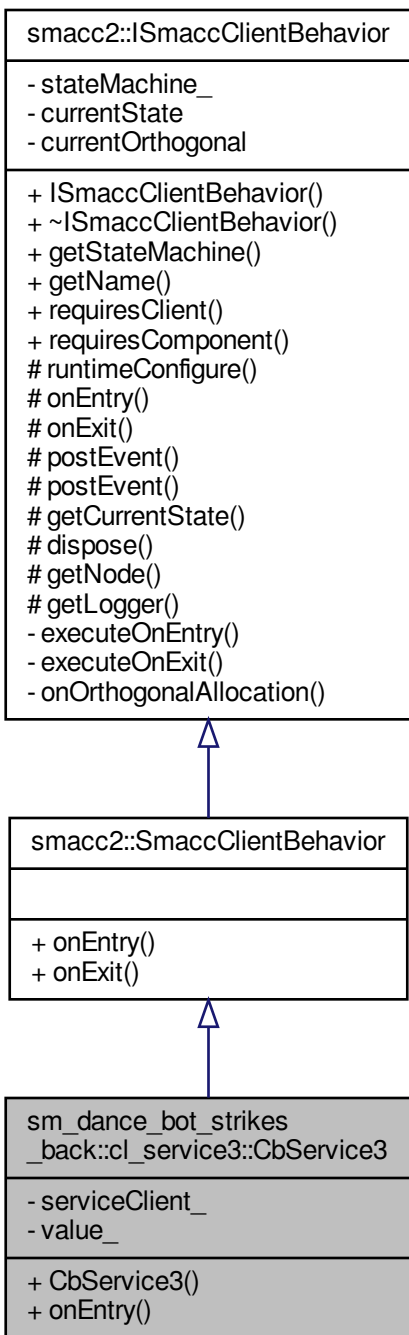 smacc2::ISmaccClientBehavior
- stateMachine_
- currentState
- currentOrthogonal
+ ISmaccClientBehavior()
+ ~ISmaccClientBehavior()
+ getStateMachine()
+ getName()
+ requiresClient()
+ requiresComponent()
# runtimeConfigure()
# onEntry()
# onExit()
# postEvent()
# postEvent()
# getCurrentState()
# dispose()
# getNode()
# getLogger()
- executeOnEntry()
- executeOnExit()
- onOrthogonalAllocation()
smacc2::SmaccClientBehavior
+ onEntry()
+ onExit()
sm_dance_bot_strikes
_back::cl_service3::CbService3
- serviceClient_
- value_
+ CbService3()
+ onEntry()